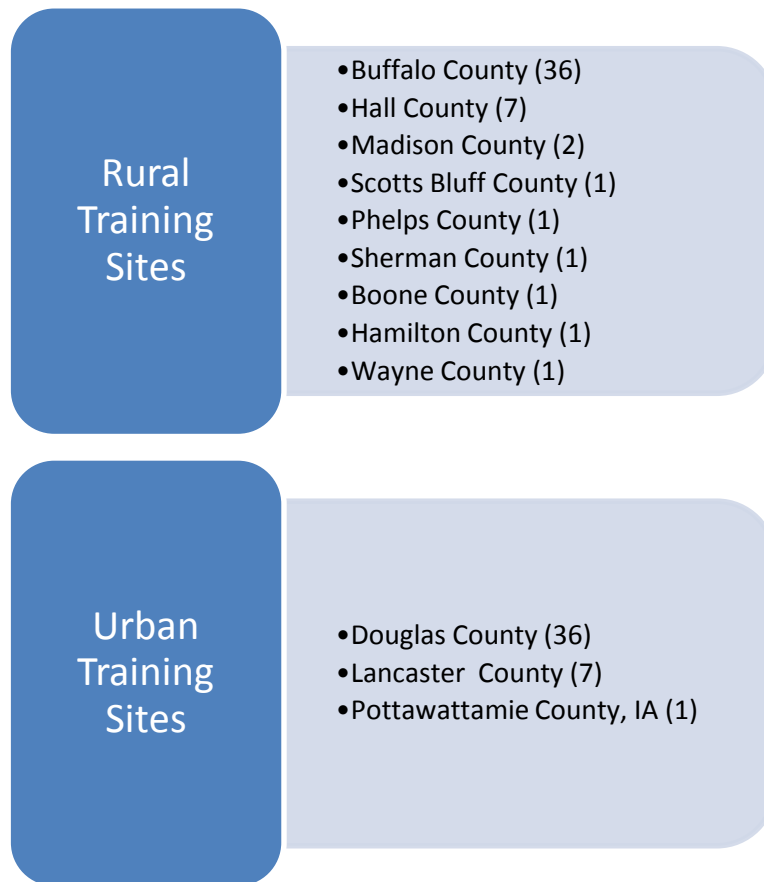 Rural
Training
Sites
•Buffalo County (36)
•Hall County (7)
•Madison County (2)
•Scotts Bluff County (1)
•Phelps County (1)
•Sherman County (1)
•Boone County (1)
•Hamilton County (1)
•Wayne County (1)
Urban
Training
Sites
•Douglas County (36)
•Lancaster  County (7)
•Pottawattamie County, IA (1)